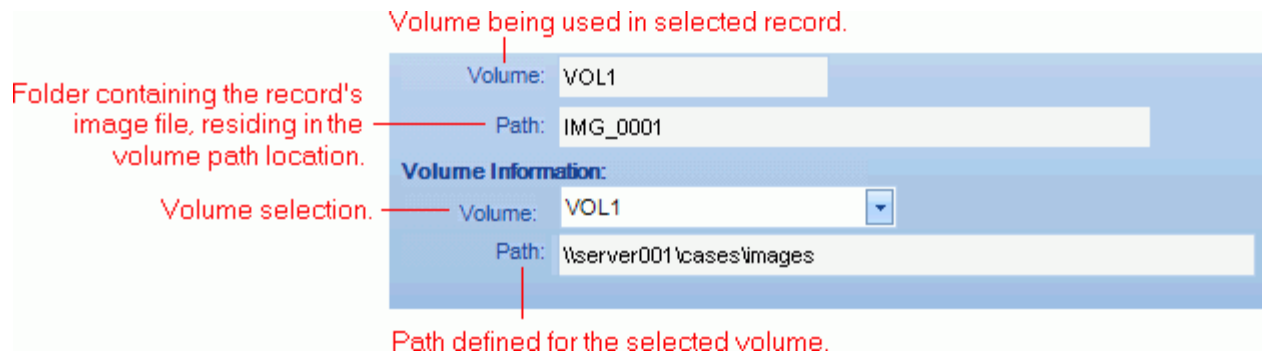 Volume being used in selected record.
Volume: VOL1
Folder containing the record's
image file, residing in the
volume path location.
Path: IMG_0001
Volume Information:
Volume selection.
Volume: VOL1
Path: \\server001\cases\images
Path defined for the selected volume.